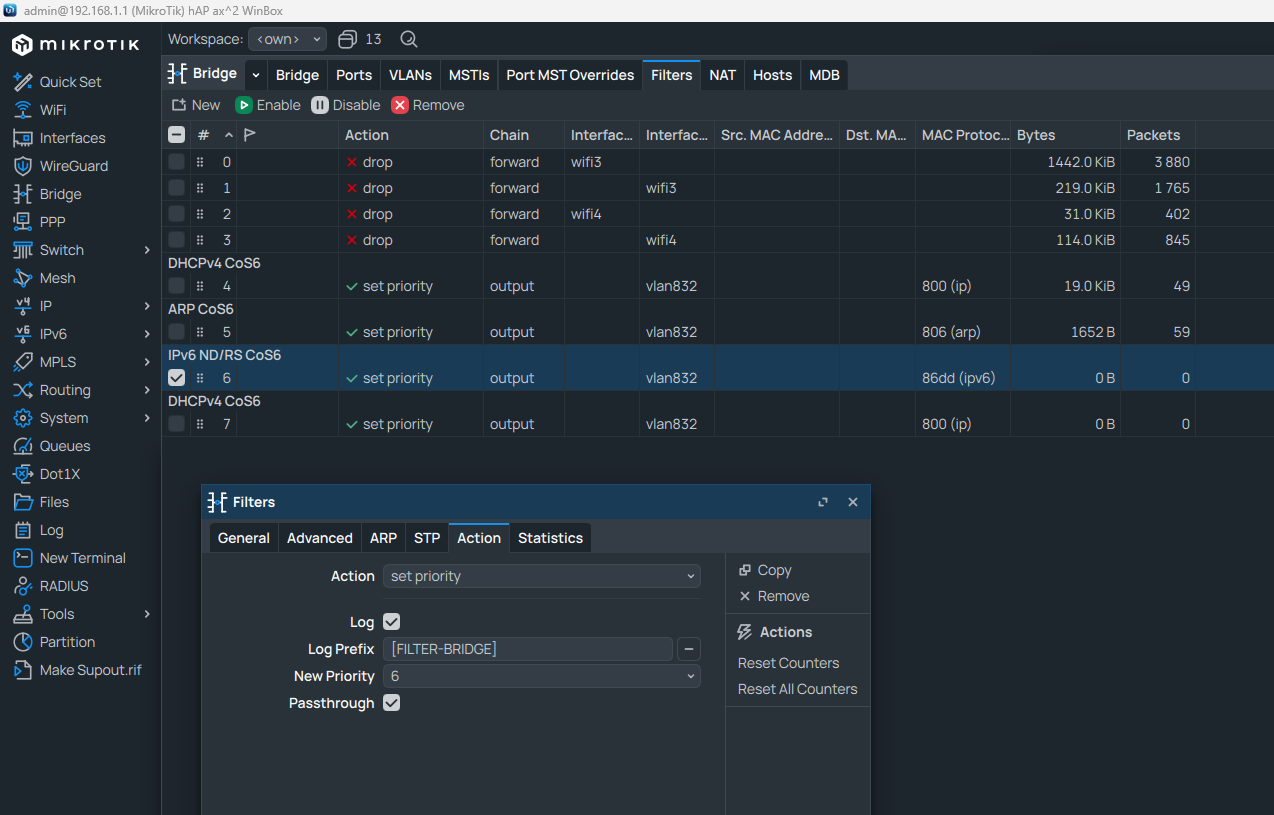 admin@192.168.1.1 (MikroTik) hAP ax^2 WinBox
MIKROTIK
Workspace: <own> 13
Quick Set
WiFi
Interfaces
WireGuard
Bridge
PPP
Switch
Mesh
IP
IPv6
MPLS
Routing
System
Queues
Dot1X
Files
Log
New Terminal
RADIUS
Tools
Partition
Make Supout.rif
Bridge Bridge Ports VLANs MSTIs Port MST Overrides Filters NAT Hosts MDB
New Enable Disable Remove
# Action Chain Interfac... Interfac... Src. MAC Addre... Dst. MA... MAC Protoc... Bytes Packets
0 drop forward wifi3 1442.0 KiB 3 880
1 drop forward wifi3 219.0 KiB 1 765
2 drop forward wifi4 31.0 KiB 402
3 drop forward wifi4 114.0 KiB 845
DHCPv4 CoS6
4 set priority output vlan832 800 (ip) 19.0 KiB 49
ARP CoS6
5 set priority output vlan832 806 (arp) 1652 B 59
IPv6 ND/RS CoS6
6 set priority output vlan832 86dd (ipv6) 0 B 0
DHCPv4 CoS6
7 set priority output vlan832 800 (ip) 0 B 0
Filters
General Advanced ARP STP Action Statistics
Action set priority
Log
Log Prefix [FILTER-BRIDGE]
New Priority 6
Passthrough
Copy
Remove
Actions
Reset Counters
Reset All Counters